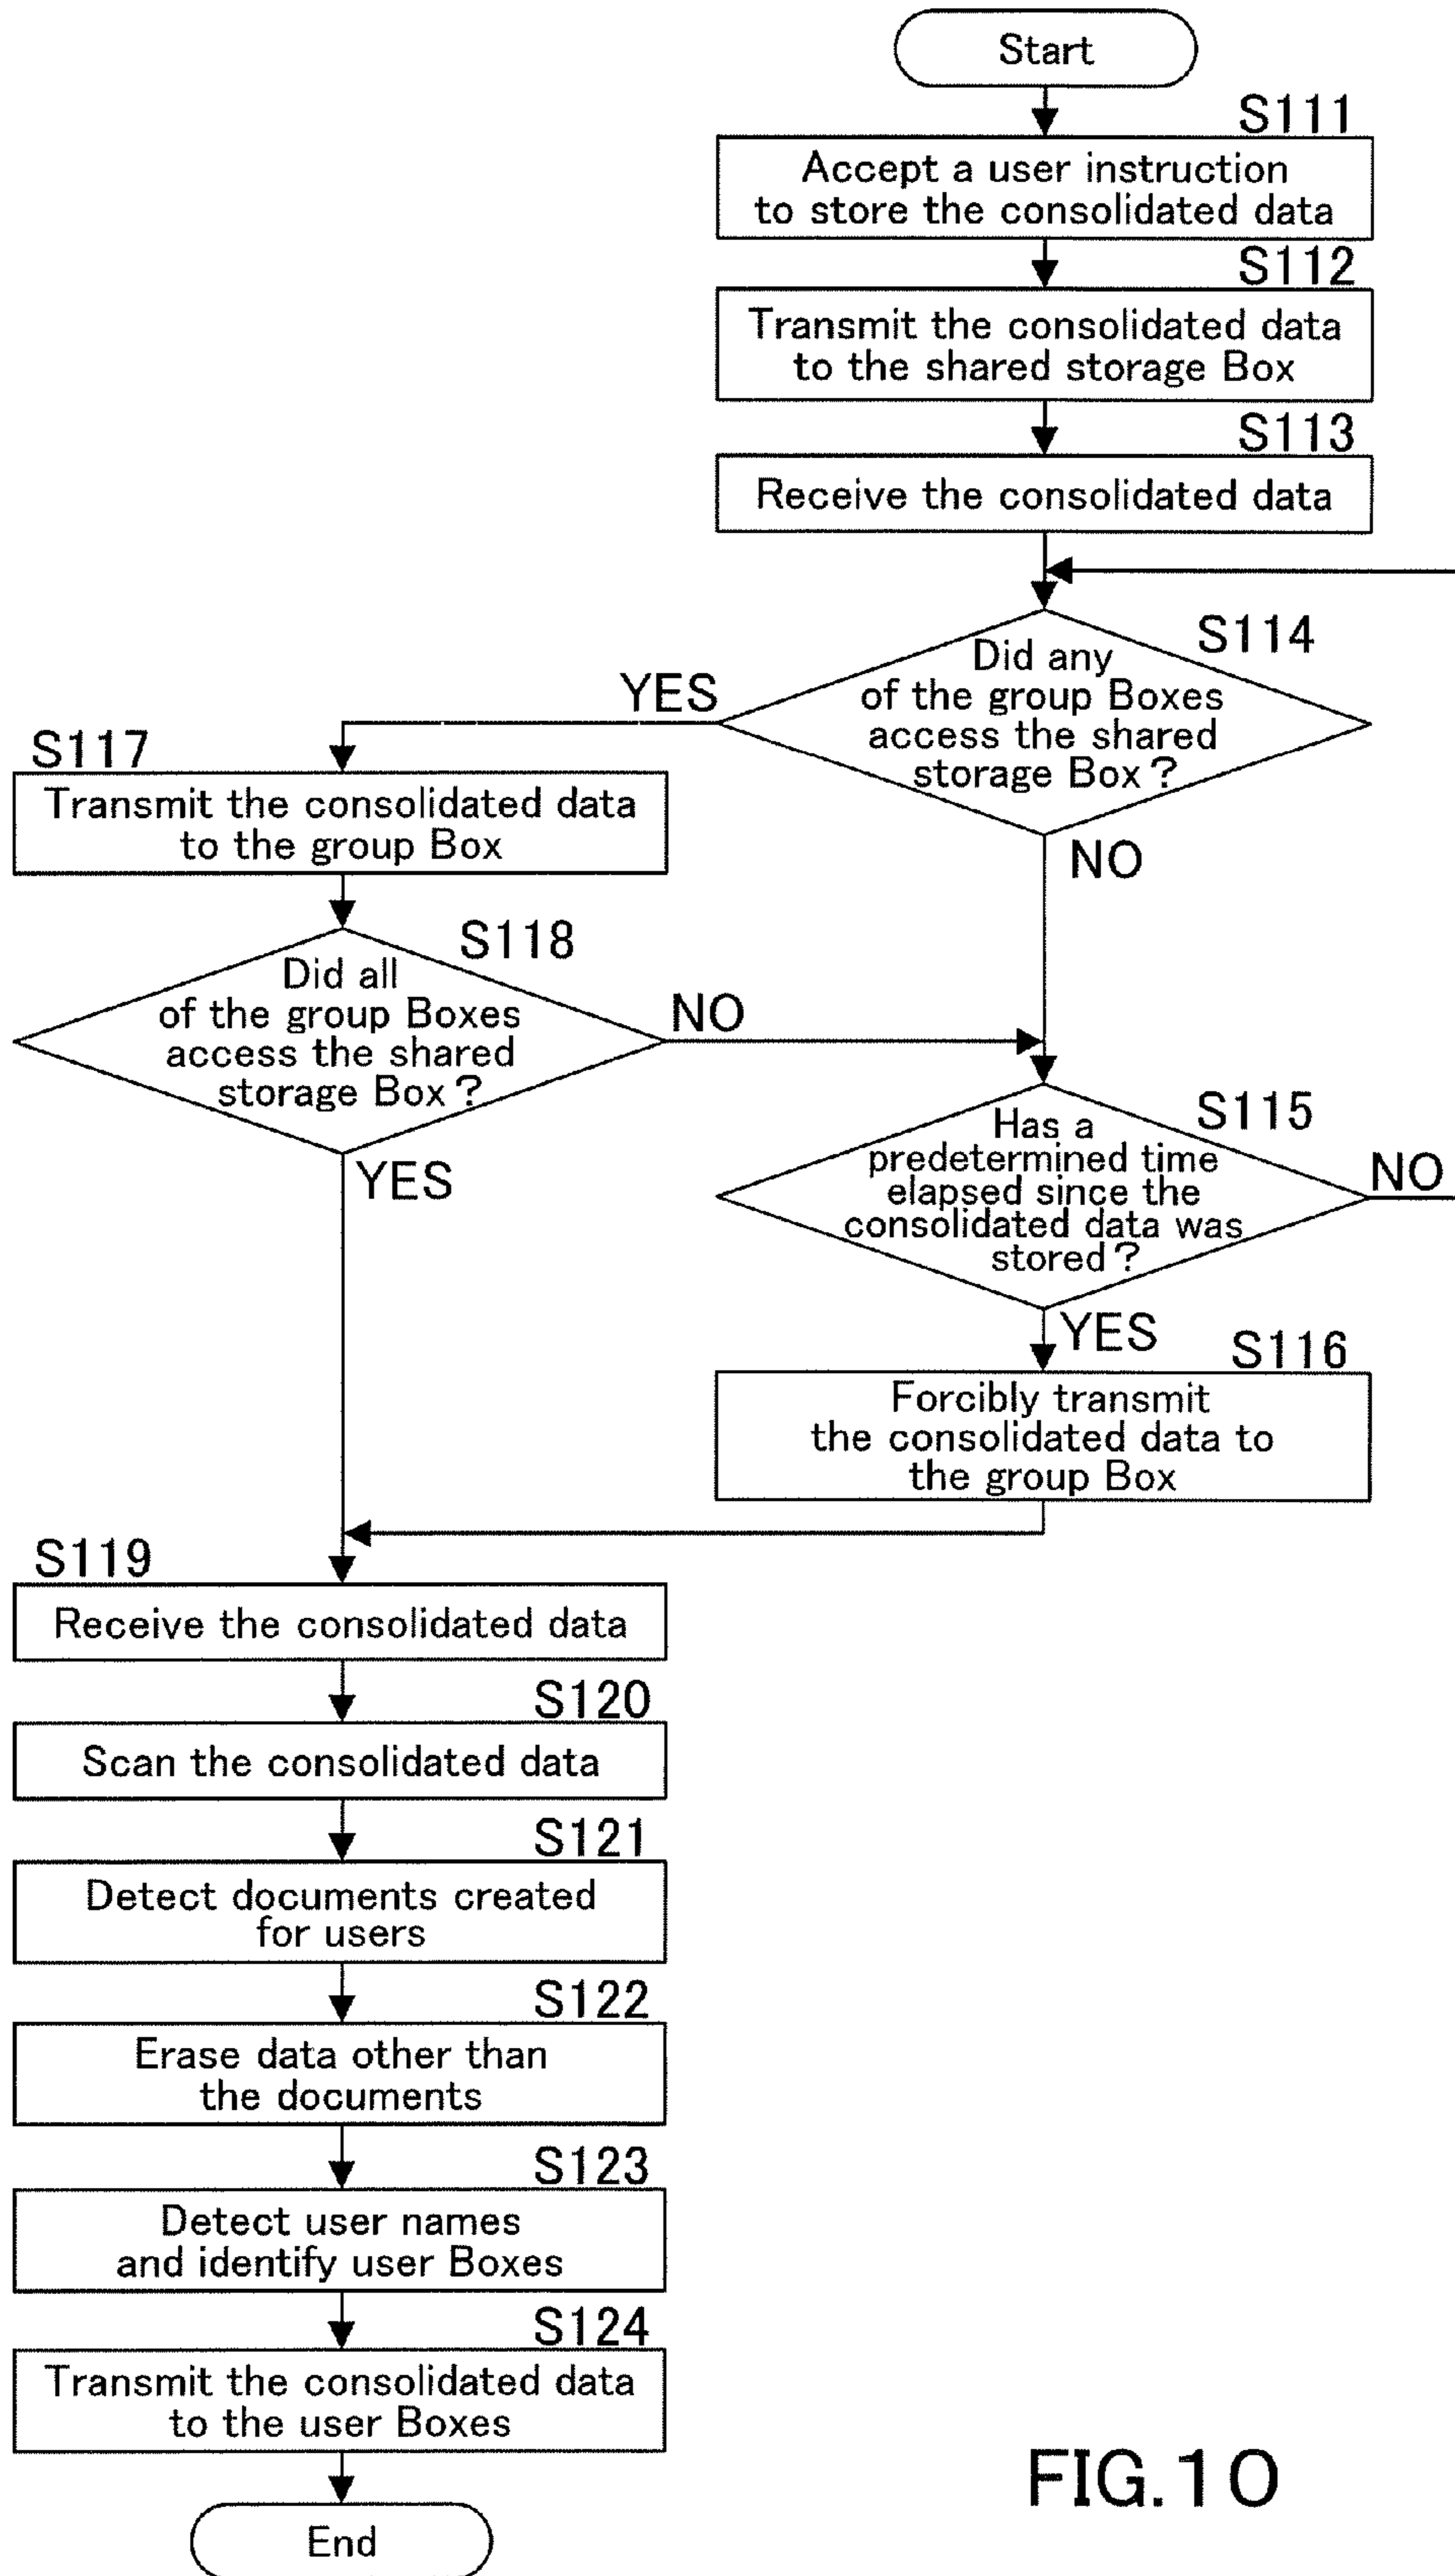 Start
S111
Accept a user instruction
to store the consolidated data
S112
Transmit the consolidated data
to the shared storage Box
S113
Receive the consolidated data
S114
Did any
of the group Boxes
access the shared
storage Box?
YES
NO
S117
Transmit the consolidated data
to the group Box
S118
Did all
of the group Boxes
access the shared
storage Box?
NO
YES
S115
Has a
predetermined time
elapsed since the
consolidated data was
stored?
NO
YES
S116
Forcibly transmit
the consolidated data to
the group Box
S119
Receive the consolidated data
S120
Scan the consolidated data
S121
Detect documents created
for users
S122
Erase data other than
the documents
S123
Detect user names
and identify user Boxes
S124
Transmit the consolidated data
to the user Boxes
End
FIG.10